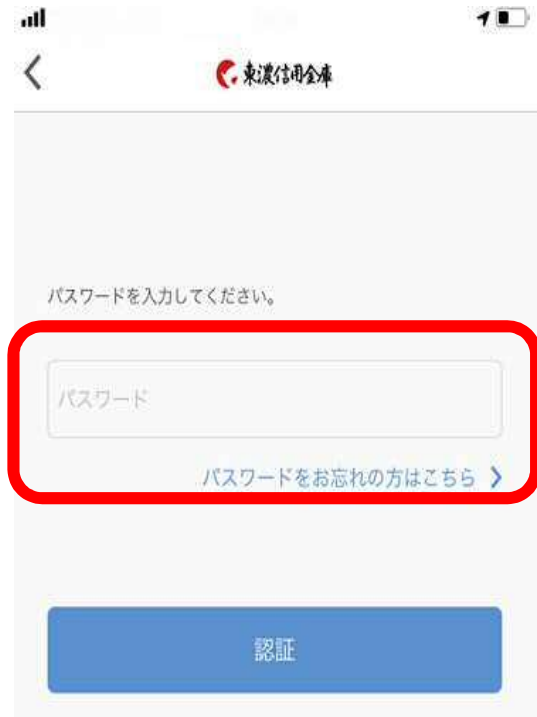 東濃信用金庫
パスワードを入力してください。
パスワード
パスワードをお忘れの方はこちら
認証